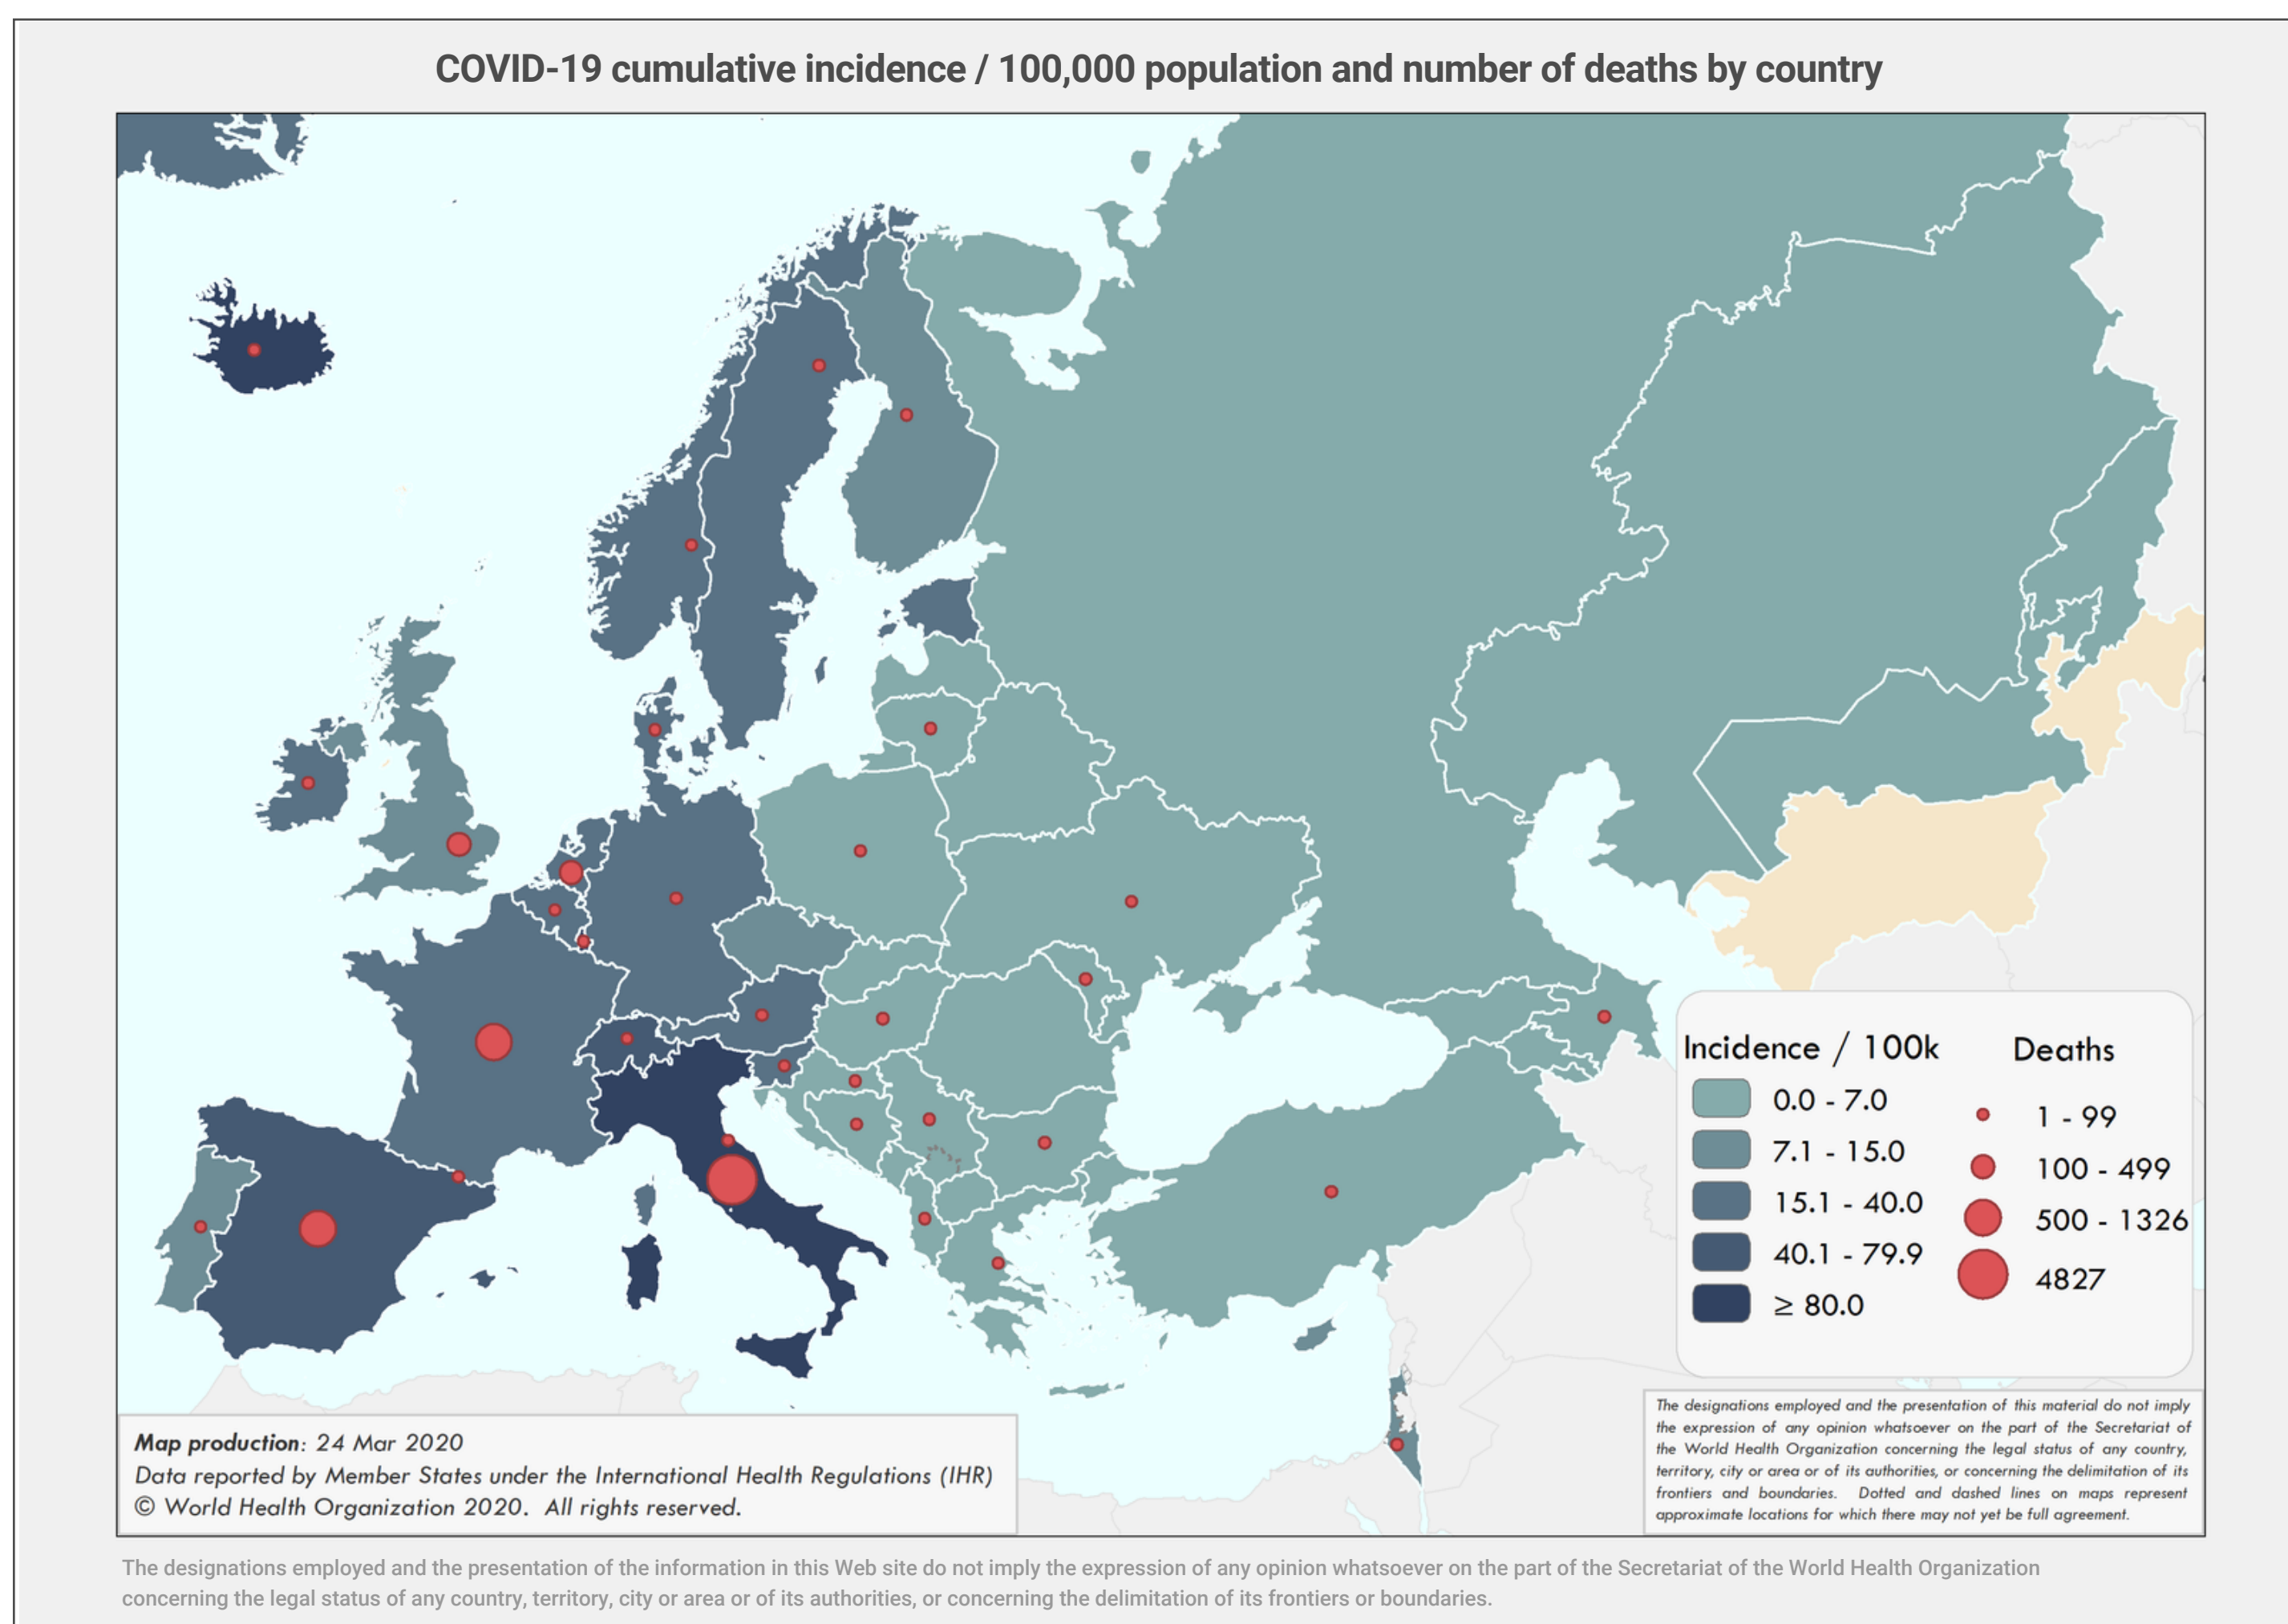 COVID-19 cumulative incidence / 100,000 population and number of deaths by country
Incidence / 100k
0.0 - 7.0
7.1 - 15.0
15.1 - 40.0
40.1 - 79.9
≥ 80.0
Deaths
1 - 99
100 - 499
500 - 1326
4827
Map production: 24 Mar 2020
Data reported by Member States under the International Health Regulations (IHR)
© World Health Organization 2020. All rights reserved.
The designations employed and the presentation of this material do not imply
the expression of any opinion whatsoever on the part of the Secretariat of
the World Health Organization concerning the legal status of any country,
territory, city or area or of its authorities, or concerning the delimitation of its
frontiers and boundaries. Dotted and dashed lines on maps represent
approximate locations for which there may not yet be full agreement.
The designations employed and the presentation of the information in this Web site do not imply the expression of any opinion whatsoever on the part of the Secretariat of the World Health Organization
concerning the legal status of any country, territory, city or area or of its authorities, or concerning the delimitation of its frontiers or boundaries.